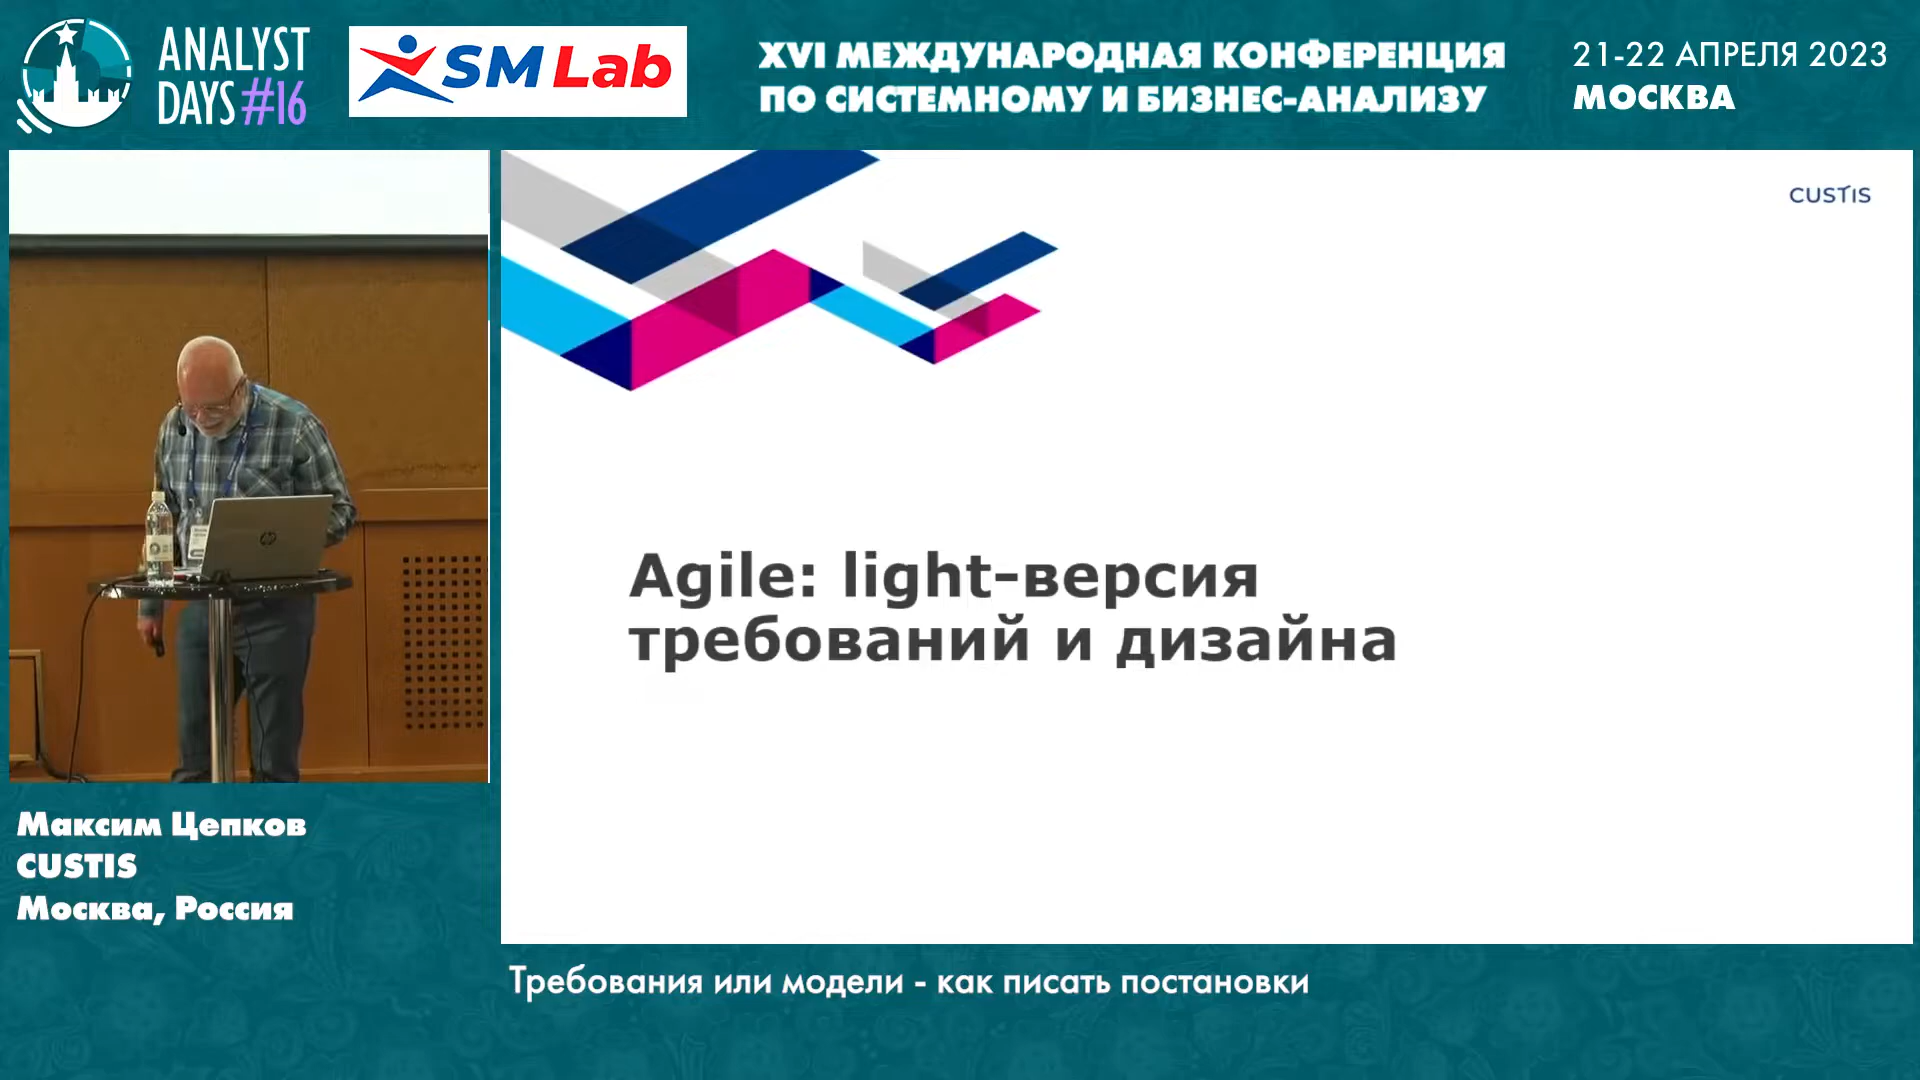 ANALYST
DAYS #16
SM Lab
XVI МЕЖДУНАРОДНАЯ КОНФЕРЕНЦИЯ
ПО СИСТЕМНОМУ И БИЗНЕС-АНАЛИЗУ
21-22 АПРЕЛЯ 2023
МОСКВА
CUSTIS
Agile: light-версия
требований и дизайна
hp
Максим Цепков
CUSTIS
Москва, Россия
Требования или модели - как писать постановки